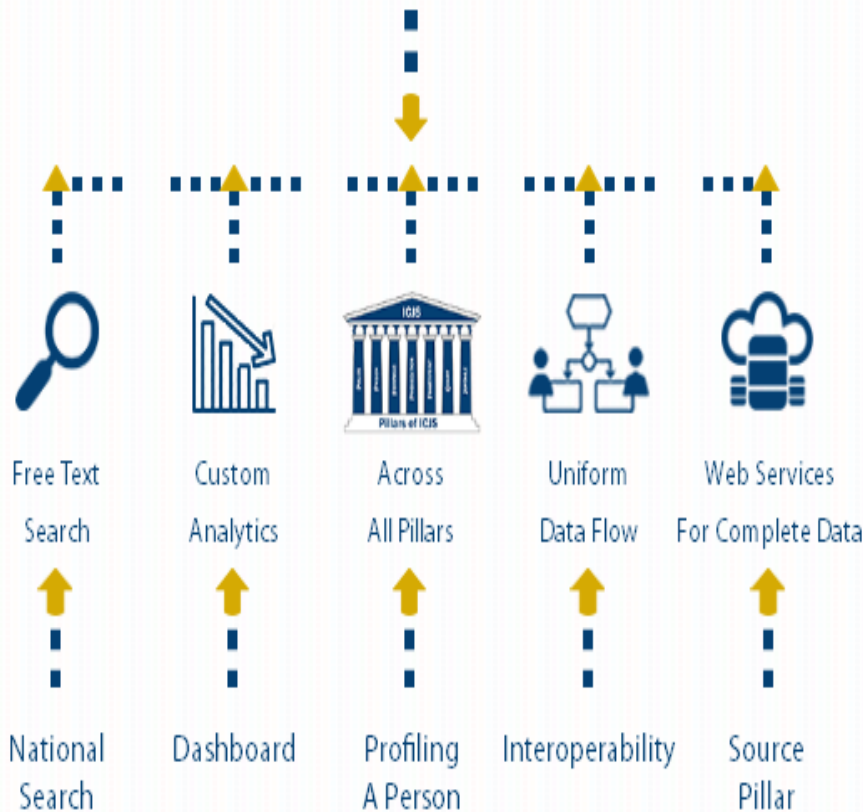 ICJS
Pillars of ICJS
Free Text
Search
Custom
Analytics
Across
All Pillars
Uniform
Data Flow
Web Services
For Complete Data
National
Search
Dashboard
Profiling
A Person
Interoperability
Source
Pillar